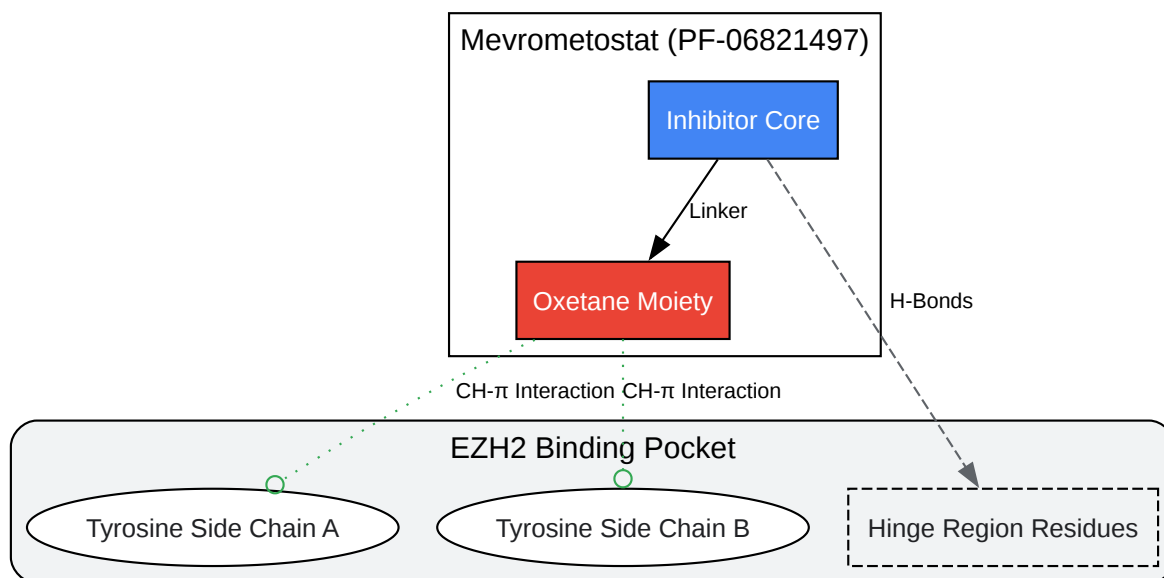 Mevrometostat (PF-06821497)
Inhibitor Core
Linker
Oxetane Moiety
H-Bonds
CH-π Interaction
CH-π Interaction
EZH2 Binding Pocket
Tyrosine Side Chain A
Tyrosine Side Chain B
Hinge Region Residues